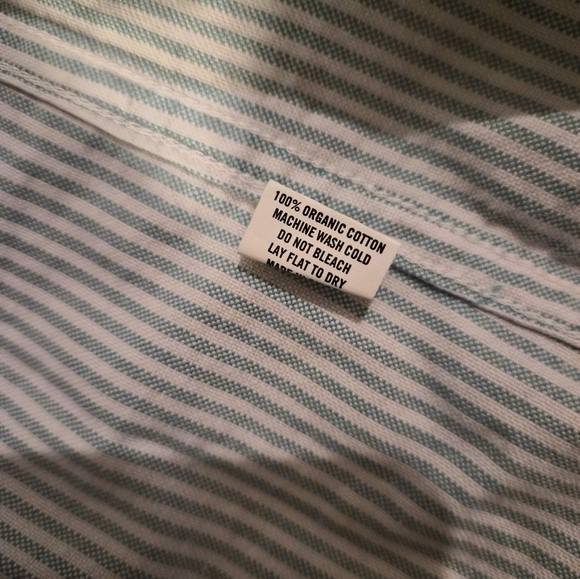 100% ORGANIC COTTON
MACHINE WASH COLD
DO NOT BLEACH
LAY FLAT TO DRY